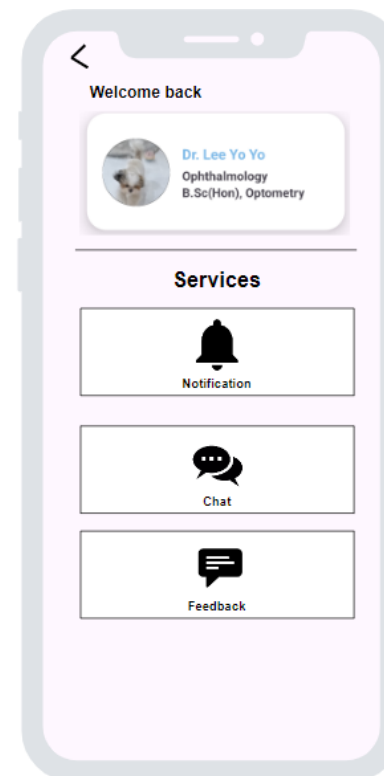 Welcome back
Dr. Lee Yo Yo
Ophthalmology
B.Sc(Hon), Optometry
Services
Notification
Chat
Feedback